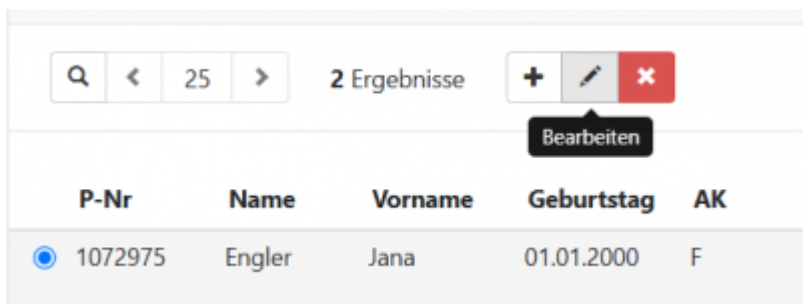 25 2 Ergebnisse
Bearbeiten
P-Nr Name Vorname Geburtstag AK
1072975 Engler Jana 01.01.2000 F